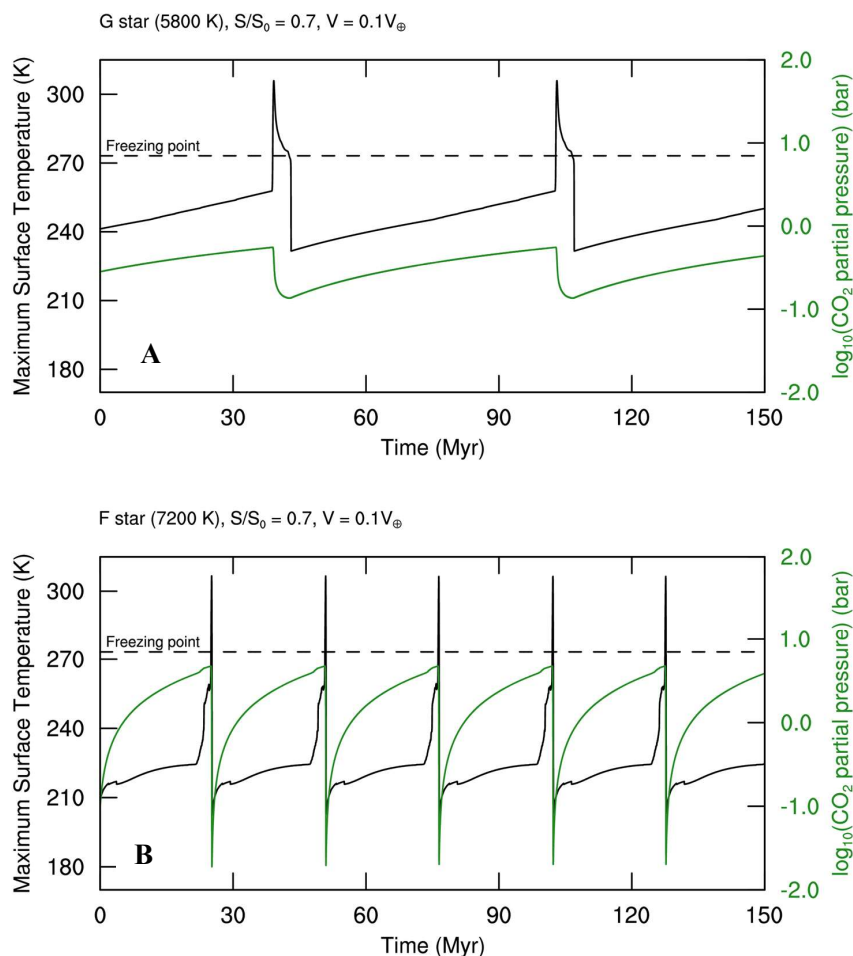 G star (5800 K), S/S₀ = 0.7, V = 0.1V⊕
Maximum Surface Temperature (K)
300
270
240
210
180
Freezing point
A
2.0
1.0
0.0
-1.0
-2.0
log₁₀(CO₂ partial pressure) (bar)
0 30 60 90 120 150
Time (Myr)
F star (7200 K), S/S₀ = 0.7, V = 0.1V⊕
Maximum Surface Temperature (K)
300
270
240
210
180
Freezing point
B
2.0
1.0
0.0
-1.0
-2.0
log₁₀(CO₂ partial pressure) (bar)
0 30 60 90 120 150
Time (Myr)